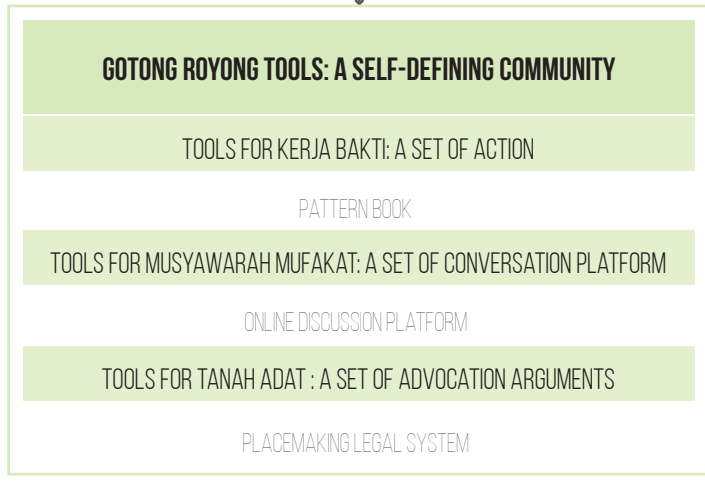 GOTONG ROYONG TOOLS: A SELF-DEFINING COMMUNITY
TOOLS FOR KERJA BAKTI: A SET OF ACTION
PATTERN BOOK
TOOLS FOR MUSYAWARAH MUFAKAT: A SET OF CONVERSATION PLATFORM
ONLINE DISCUSSION PLATFORM
TOOLS FOR TANAH ADAT : A SET OF ADVOCATION ARGUMENTS
PLACEMAKING LEGAL SYSTEM